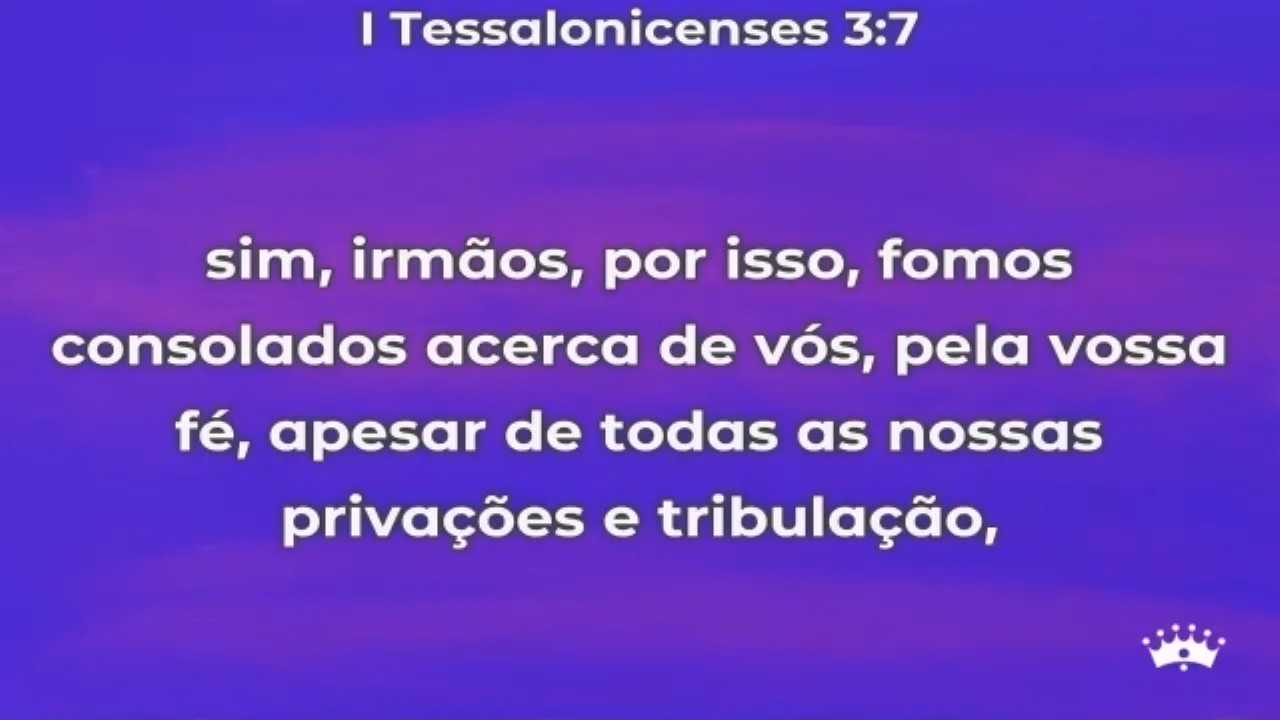 I Tessalonicenses 3:7
sim, irmãos, por isso, fomos
consolados acerca de vós, pela vossa
fé, apesar de todas as nossas
privações e tribulação,